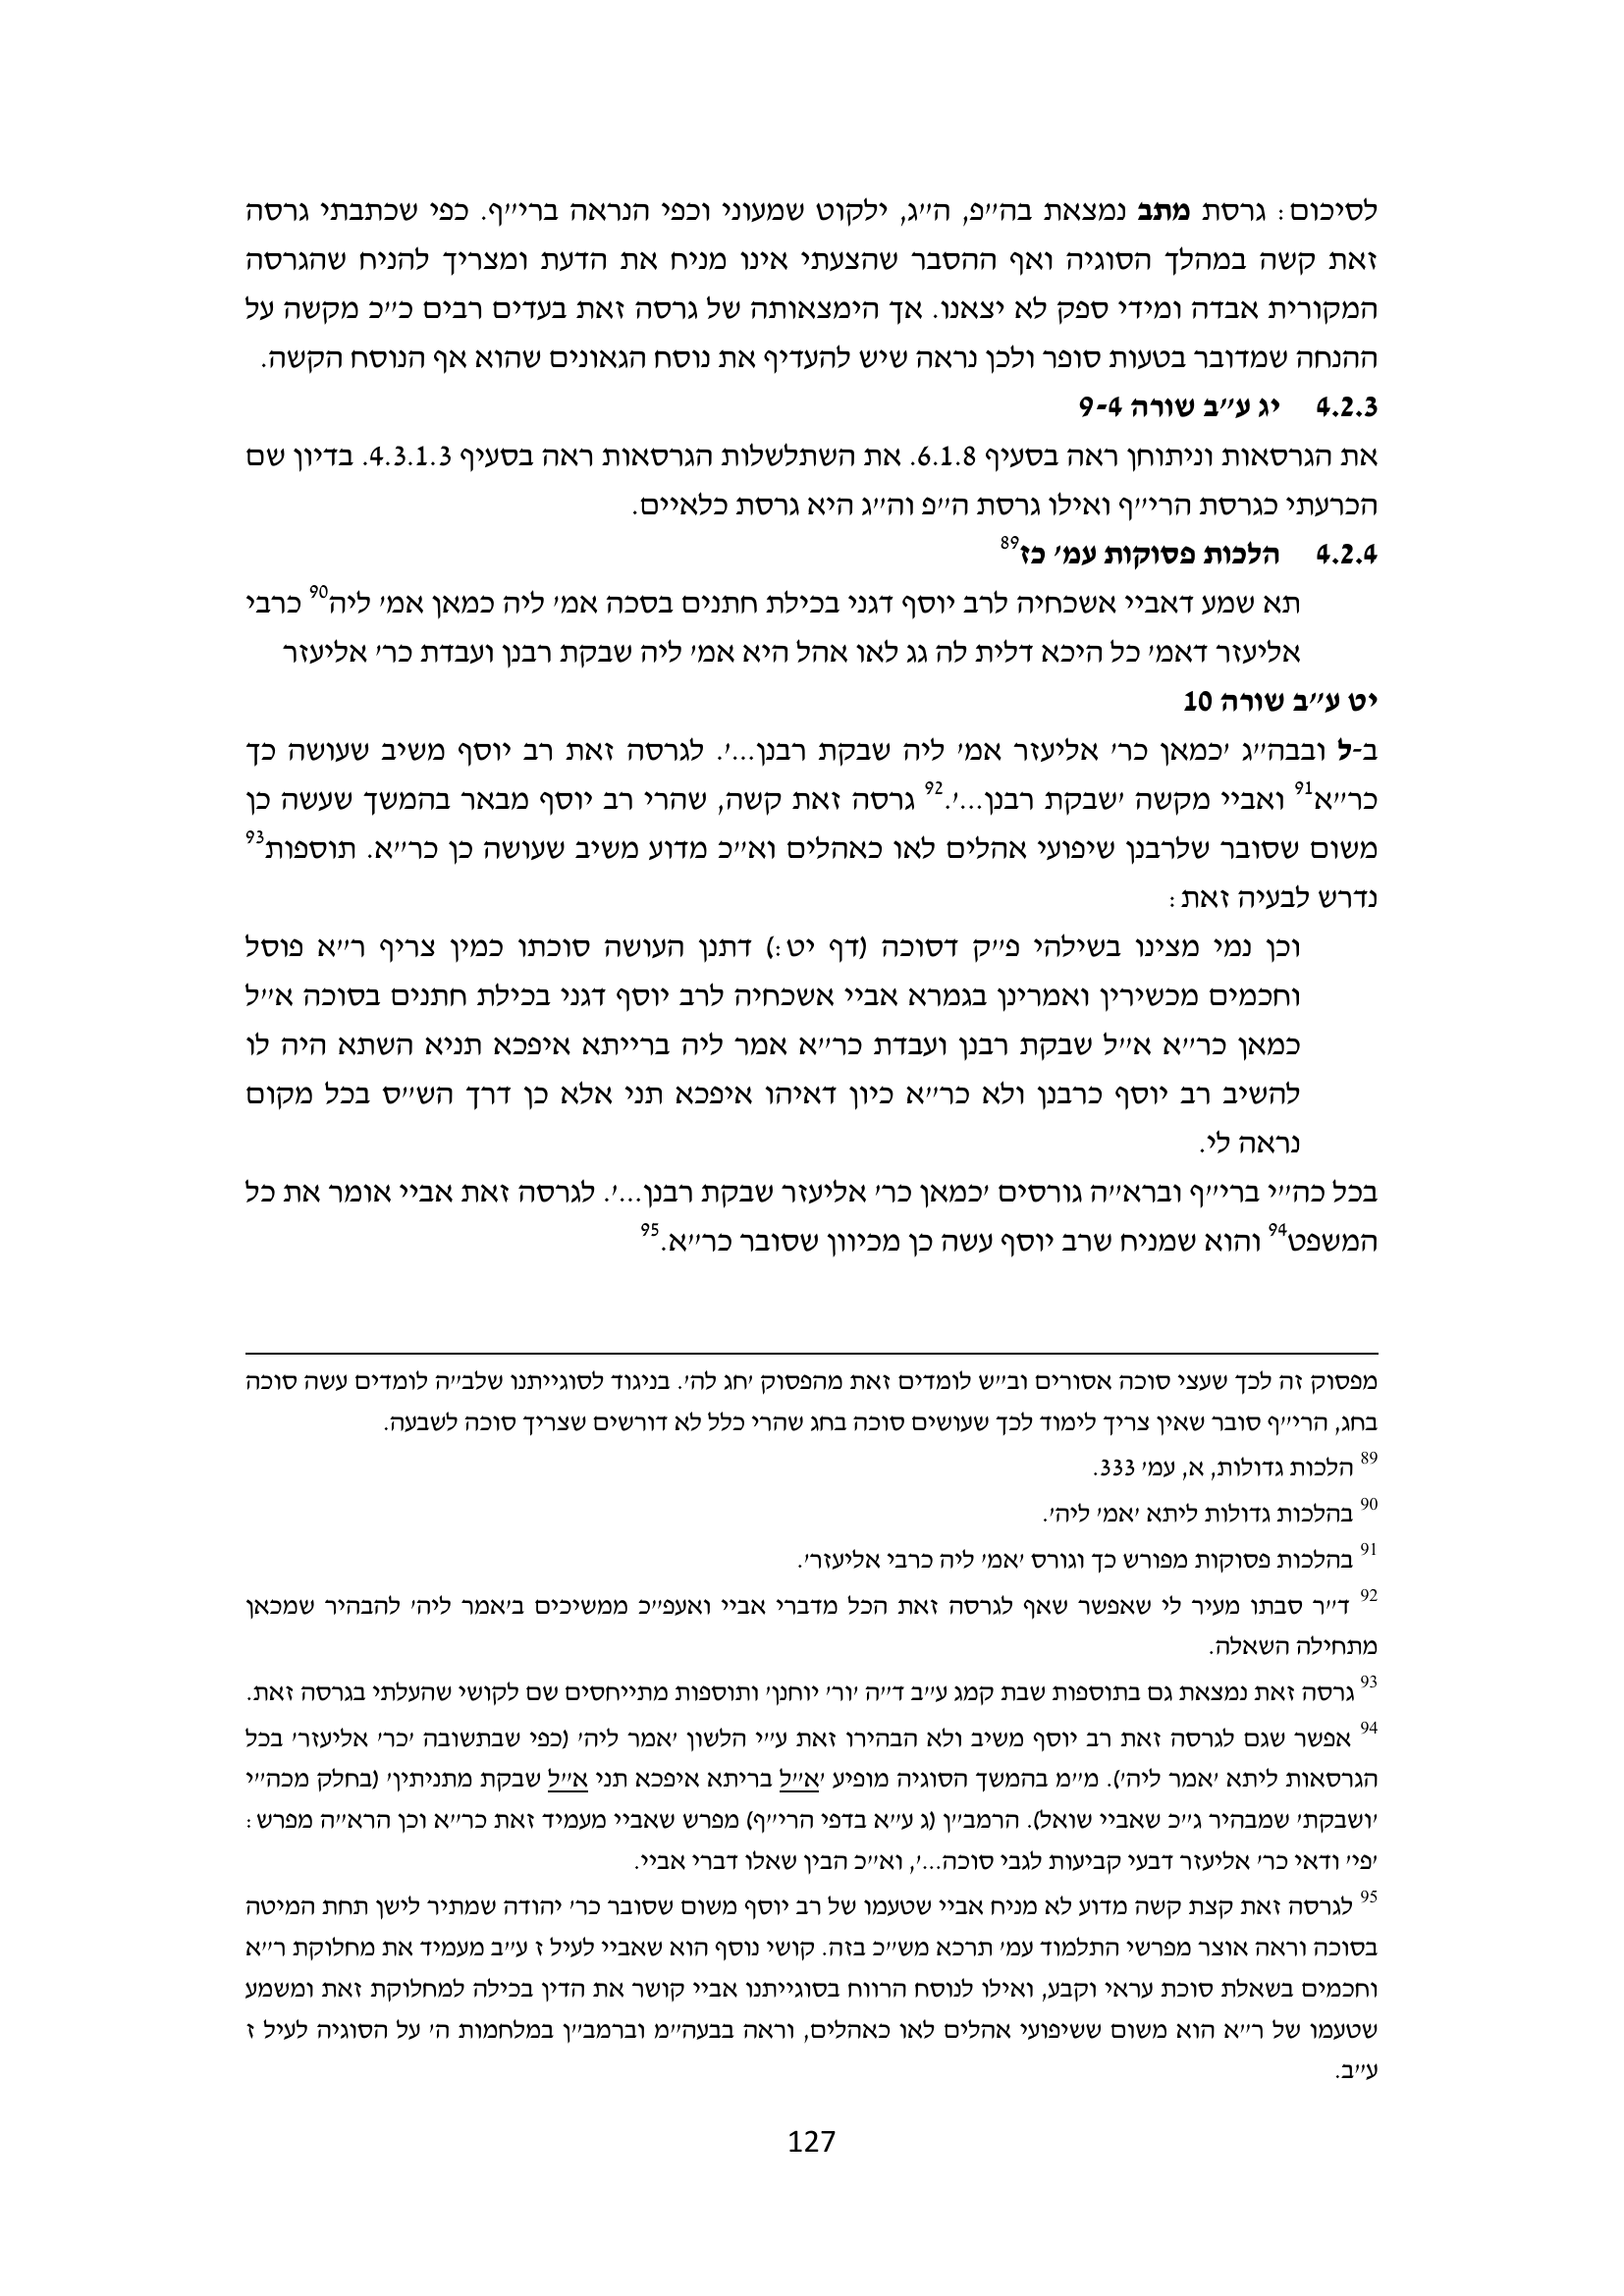 לסיכום: גרסת מתב נמצאת בה״פ, ה״ג, ילקוט שמעוני וכפי הנראה ברי״ף. כפי שכתבתי גרסה
זאת קשה במהלך הסוגיה ואף ההסבר שהצעתי אינו מניח את הדעת ומצריך להניח שהגרסה
המקורית אבדה ומידי ספק לא יצאנו. אך הימצאותה של גרסה זאת בעדים רבים כ״כ מקשה על
ההנחה שמדובר בטעות סופר ולכן נראה שיש להעדיף את נוסח הגאונים שהוא אף הנוסח הקשה.
4.2.3 יג ע״ב שורה 9-4
את הגרסאות וניתוחן ראה בסעיף 6.1.8. את השתלשלות הגרסאות ראה בסעיף 4.3.1.3. בדיון שם
הכרעתי כגרסת הרי״ף ואילו גרסת ה״פ וה״ג היא גרסת כלאיים.
4.2.4 הלכות פסוקות עמ׳ כז89
תא שמע דאביי אשכחיה לרב יוסף דגני בכילת חתנים בסכה אמ׳ ליה כמאן אמ׳ ליה90 כרבי
אליעזר דאמ׳ כל היכא דלית לה גג לאו אהל היא אמ׳ ליה שבקת רבנן ועבדת כר׳ אליעזר
יט ע״ב שורה 10
ב-ל ובבה״ג ׳כמאן כר׳ אליעזר אמ׳ ליה שבקת רבנן...׳. לגרסה זאת רב יוסף משיב שעושה כך
כר״א91 ואביי מקשה ׳שבקת רבנן...׳.92 גרסה זאת קשה, שהרי רב יוסף מבאר בהמשך שעשה כן
משום שסובר שלרבנן שיפועי אהלים לאו כאהלים וא״כ מדוע משיב שעושה כן כר״א. תוספות93
נדרש לבעיה זאת:
וכן נמי מצינו בשילהי פ״ק דסוכה (דף יט:) דתנן העושה סוכתו כמין צריף ר״א פוסל
וחכמים מכשירין ואמרינן בגמרא אביי אשכחיה לרב יוסף דגני בכילת חתנים בסוכה א״ל
כמאן כר״א א״ל שבקת רבנן ועבדת כר״א אמר ליה ברייתא איפכא תניא השתא היה לו
להשיב רב יוסף כרבנן ולא כר״א כיון דאיהו איפכא תני אלא כן דרך הש״ס בכל מקום
נראה לי.
בכל כה״י ברי״ף וברא״ה גורסים ׳כמאן כר׳ אליעזר שבקת רבנן...׳. לגרסה זאת אביי אומר את כל
המשפט94 והוא שמניח שרב יוסף עשה כן מכיוון שסובר כר״א.95
מפסוק זה לכך שעצי סוכה אסורים וב״ש לומדים זאת מהפסוק ׳חג לה׳. בניגוד לסוגייתנו שלב״ה לומדים עשה סוכה
בחג, הרי״ף סובר שאין צריך לימוד לכך שעושים סוכה בחג שהרי כלל לא דורשים שצריך סוכה לשבעה.
89 הלכות גדולות, א, עמ׳ 333.
90 בהלכות גדולות ליתא ׳אמ׳ ליה׳.
91 בהלכות פסוקות מפורש כך וגורס ׳אמ׳ ליה כרבי אליעזר׳.
92 ד״ר סבתו מעיר לי שאפשר שאף לגרסה זאת הכל מדברי אביי ואעפ״כ ממשיכים ב׳אמר ליה׳ להבהיר שמכאן
מתחילה השאלה.
93 גרסה זאת נמצאת גם בתוספות שבת קמג ע״ב ד״ה ׳ור׳ יוחנן׳ ותוספות מתייחסים שם לקושי שהעלתי בגרסה זאת.
94 אפשר שגם לגרסה זאת רב יוסף משיב ולא הבהירו זאת ע״י הלשון ׳אמר ליה׳ (כפי שבתשובה ׳כר׳ אליעזר׳ בכל
הגרסאות ליתא ׳אמר ליה׳). מ״מ בהמשך הסוגיה מופיע ׳א״ל בריתא איפכא תני א״ל שבקת מתניתין׳ (בחלק מכה״י
׳ושבקת׳ שמבהיר ג״כ שאביי שואל). הרמב״ן (ג ע״א בדפי הרי״ף) מפרש שאביי מעמיד זאת כר״א וכן הרא״ה מפרש:
׳פי׳ ודאי כר׳ אליעזר דבעי קביעות לגבי סוכה...׳, וא״כ הבין שאלו דברי אביי.
95 לגרסה זאת קצת קשה מדוע לא מניח אביי שטעמו של רב יוסף משום שסובר כר׳ יהודה שמתיר לישן תחת המיטה
בסוכה וראה אוצר מפרשי התלמוד עמ׳ תרכא מש״כ בזה. קושי נוסף הוא שאביי לעיל ז ע״ב מעמיד את מחלוקת ר״א
וחכמים בשאלת סוכת עראי וקבע, ואילו לנוסח הרווח בסוגייתנו אביי קושר את הדין בכילה למחלוקת זאת ומשמע
שטעמו של ר״א הוא משום ששיפועי אהלים לאו כאהלים, וראה בבעה״מ וברמב״ן במלחמות ה׳ על הסוגיה לעיל ז
ע״ב.
127